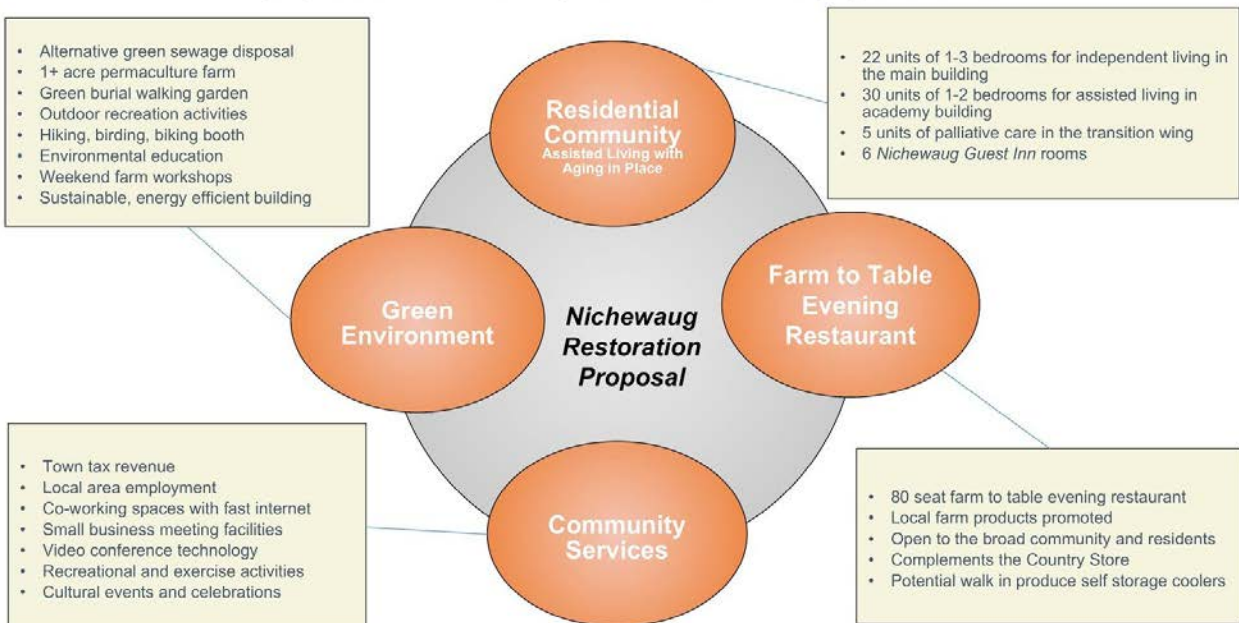 • Alternative green sewage disposal
• 1+ acre permaculture farm
• Green burial walking garden
• Outdoor recreation activities
• Hiking, birding, biking booth
• Environmental education
• Weekend farm workshops
• Sustainable, energy efficient building
Residential
Community
Assisted Living with
Aging in Place
• 22 units of 1-3 bedrooms for independent living in
the main building
• 30 units of 1-2 bedrooms for assisted living in
academy building
• 5 units of palliative care in the transition wing
• 6 Nichewaug Guest Inn rooms
Green
Environment
Nichewaug
Restoration
Proposal
Farm to Table
Evening
Restaurant
• Town tax revenue
• Local area employment
• Co-working spaces with fast internet
• Small business meeting facilities
• Video conference technology
• Recreational and exercise activities
• Cultural events and celebrations
Community
Services
• 80 seat farm to table evening restaurant
• Local farm products promoted
• Open to the broad community and residents
• Complements the Country Store
• Potential walk in produce self storage coolers